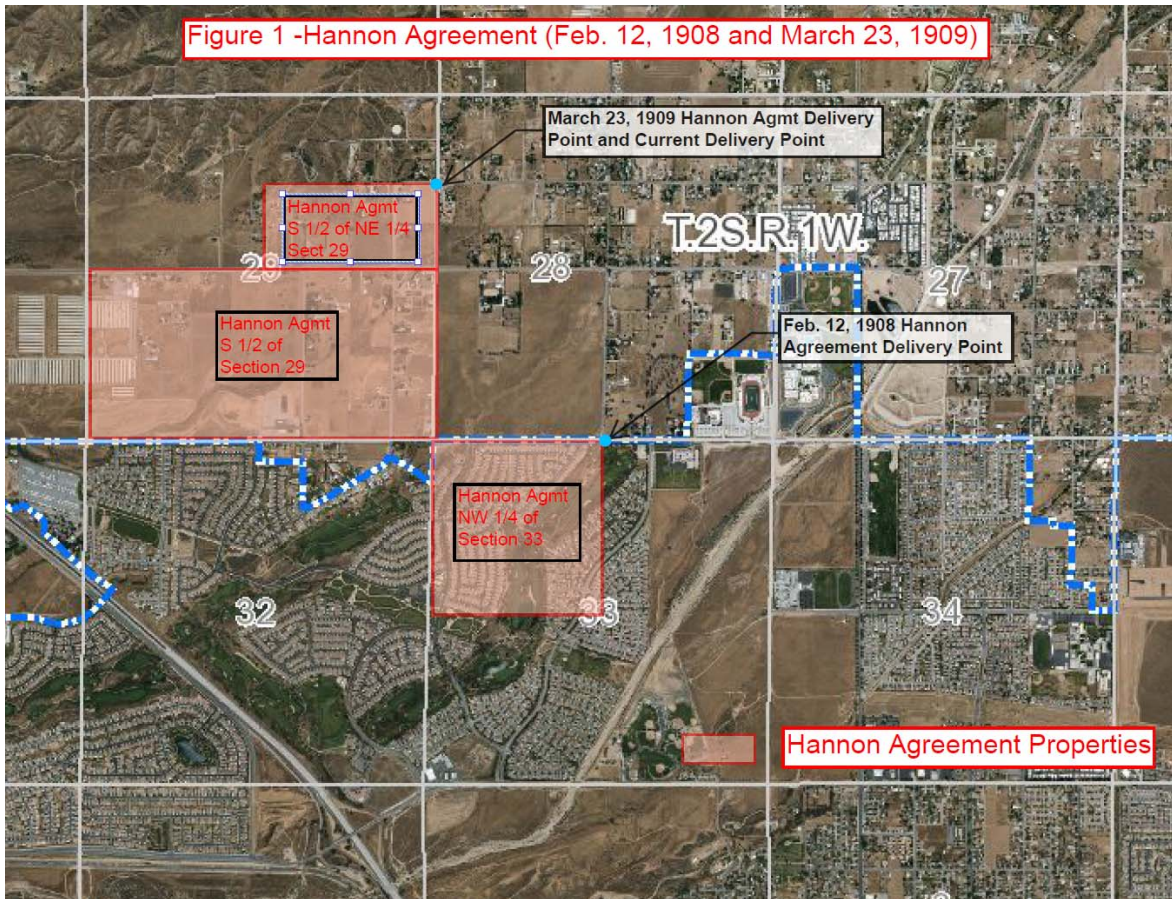 Figure 1 -Hannon Agreement (Feb. 12, 1908 and March 23, 1909)
March 23, 1909 Hannon Agmt Delivery
Point and Current Delivery Point
Hannon Agmt
S 1/2 of NE 1/4
Sect 29
T.2S.R.1W.
29
28
27
Hannon Agmt
S 1/2 of
Section 29
Feb. 12, 1908 Hannon
Agreement Delivery Point
Hannon Agmt
NW 1/4 of
Section 33
32
33
34
Hannon Agreement Properties